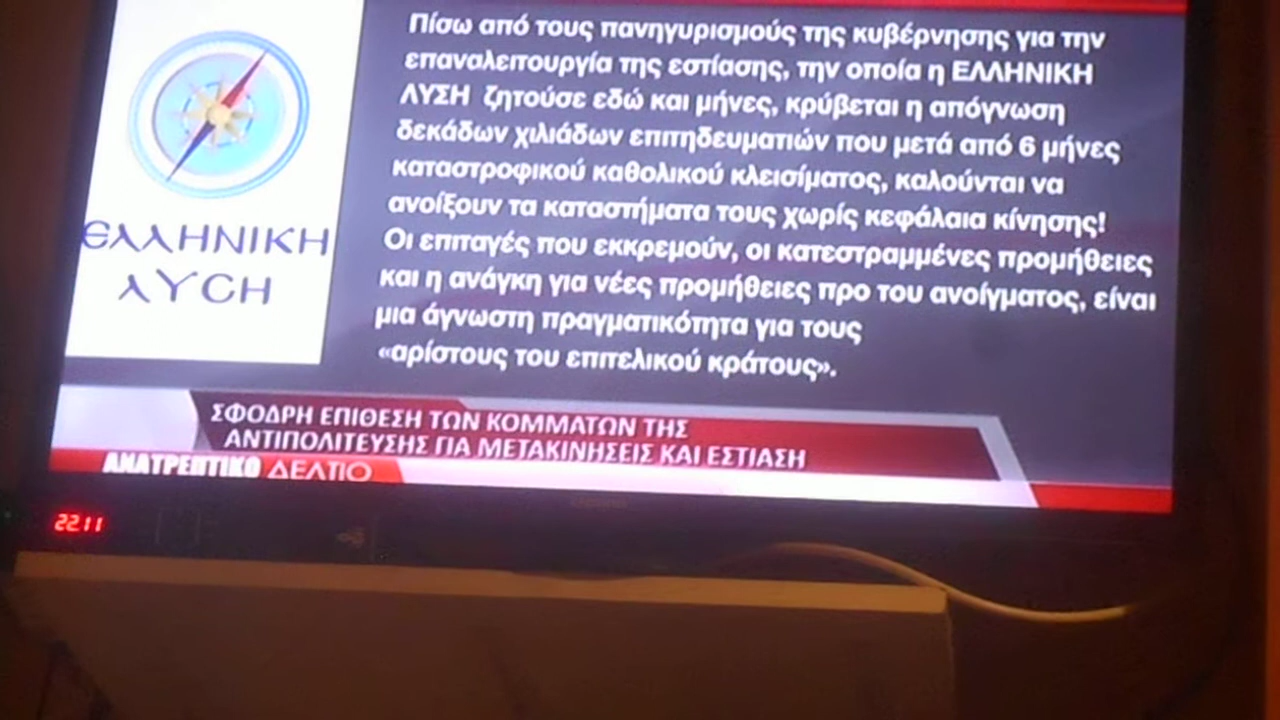 Πίσω από τους πανηγυρισμούς της κυβέρνησης για την
επαναλειτουργία της εστίασης, την οποία η ΕΛΛΗΝΙΚΗ
ΛΥΣΗ ζητούσε εδώ και μήνες, κρύβεται η απόγνωση
δεκάδων χιλιάδων επιτηδευματιών που μετά από 6 μήνες
καταστροφικού καθολικού κλεισίματος, καλούνται να
ανοίξουν τα καταστήματα τους χωρίς κεφάλαια κίνησης!
Οι επιταγές που εκκρεμούν, οι κατεστραμμένες προμήθειες
και η ανάγκη για νέες προμήθειες προ του ανοίγματος, είναι
μια άγνωστη πραγματικότητα για τους
«αρίστους του επιτελικού κράτους».
ΕΛΛΗΝΙΚΗ
ΛΥCΗ
ΣΦΟΔΡΗ ΕΠΙΘΕΣΗ ΤΩΝ ΚΟΜΜΑΤΩΝ ΤΗΣ
ΑΝΤΙΠΟΛΙΤΕΥΣΗΣ ΓΙΑ ΜΕΤΑΚΙΝΗΣΕΙΣ ΚΑΙ ΕΣΤΙΑΣΗ
ΑΝΑΤΡΕΠΤΙΚΟ ΔΕΛΤΙΟ
22.11